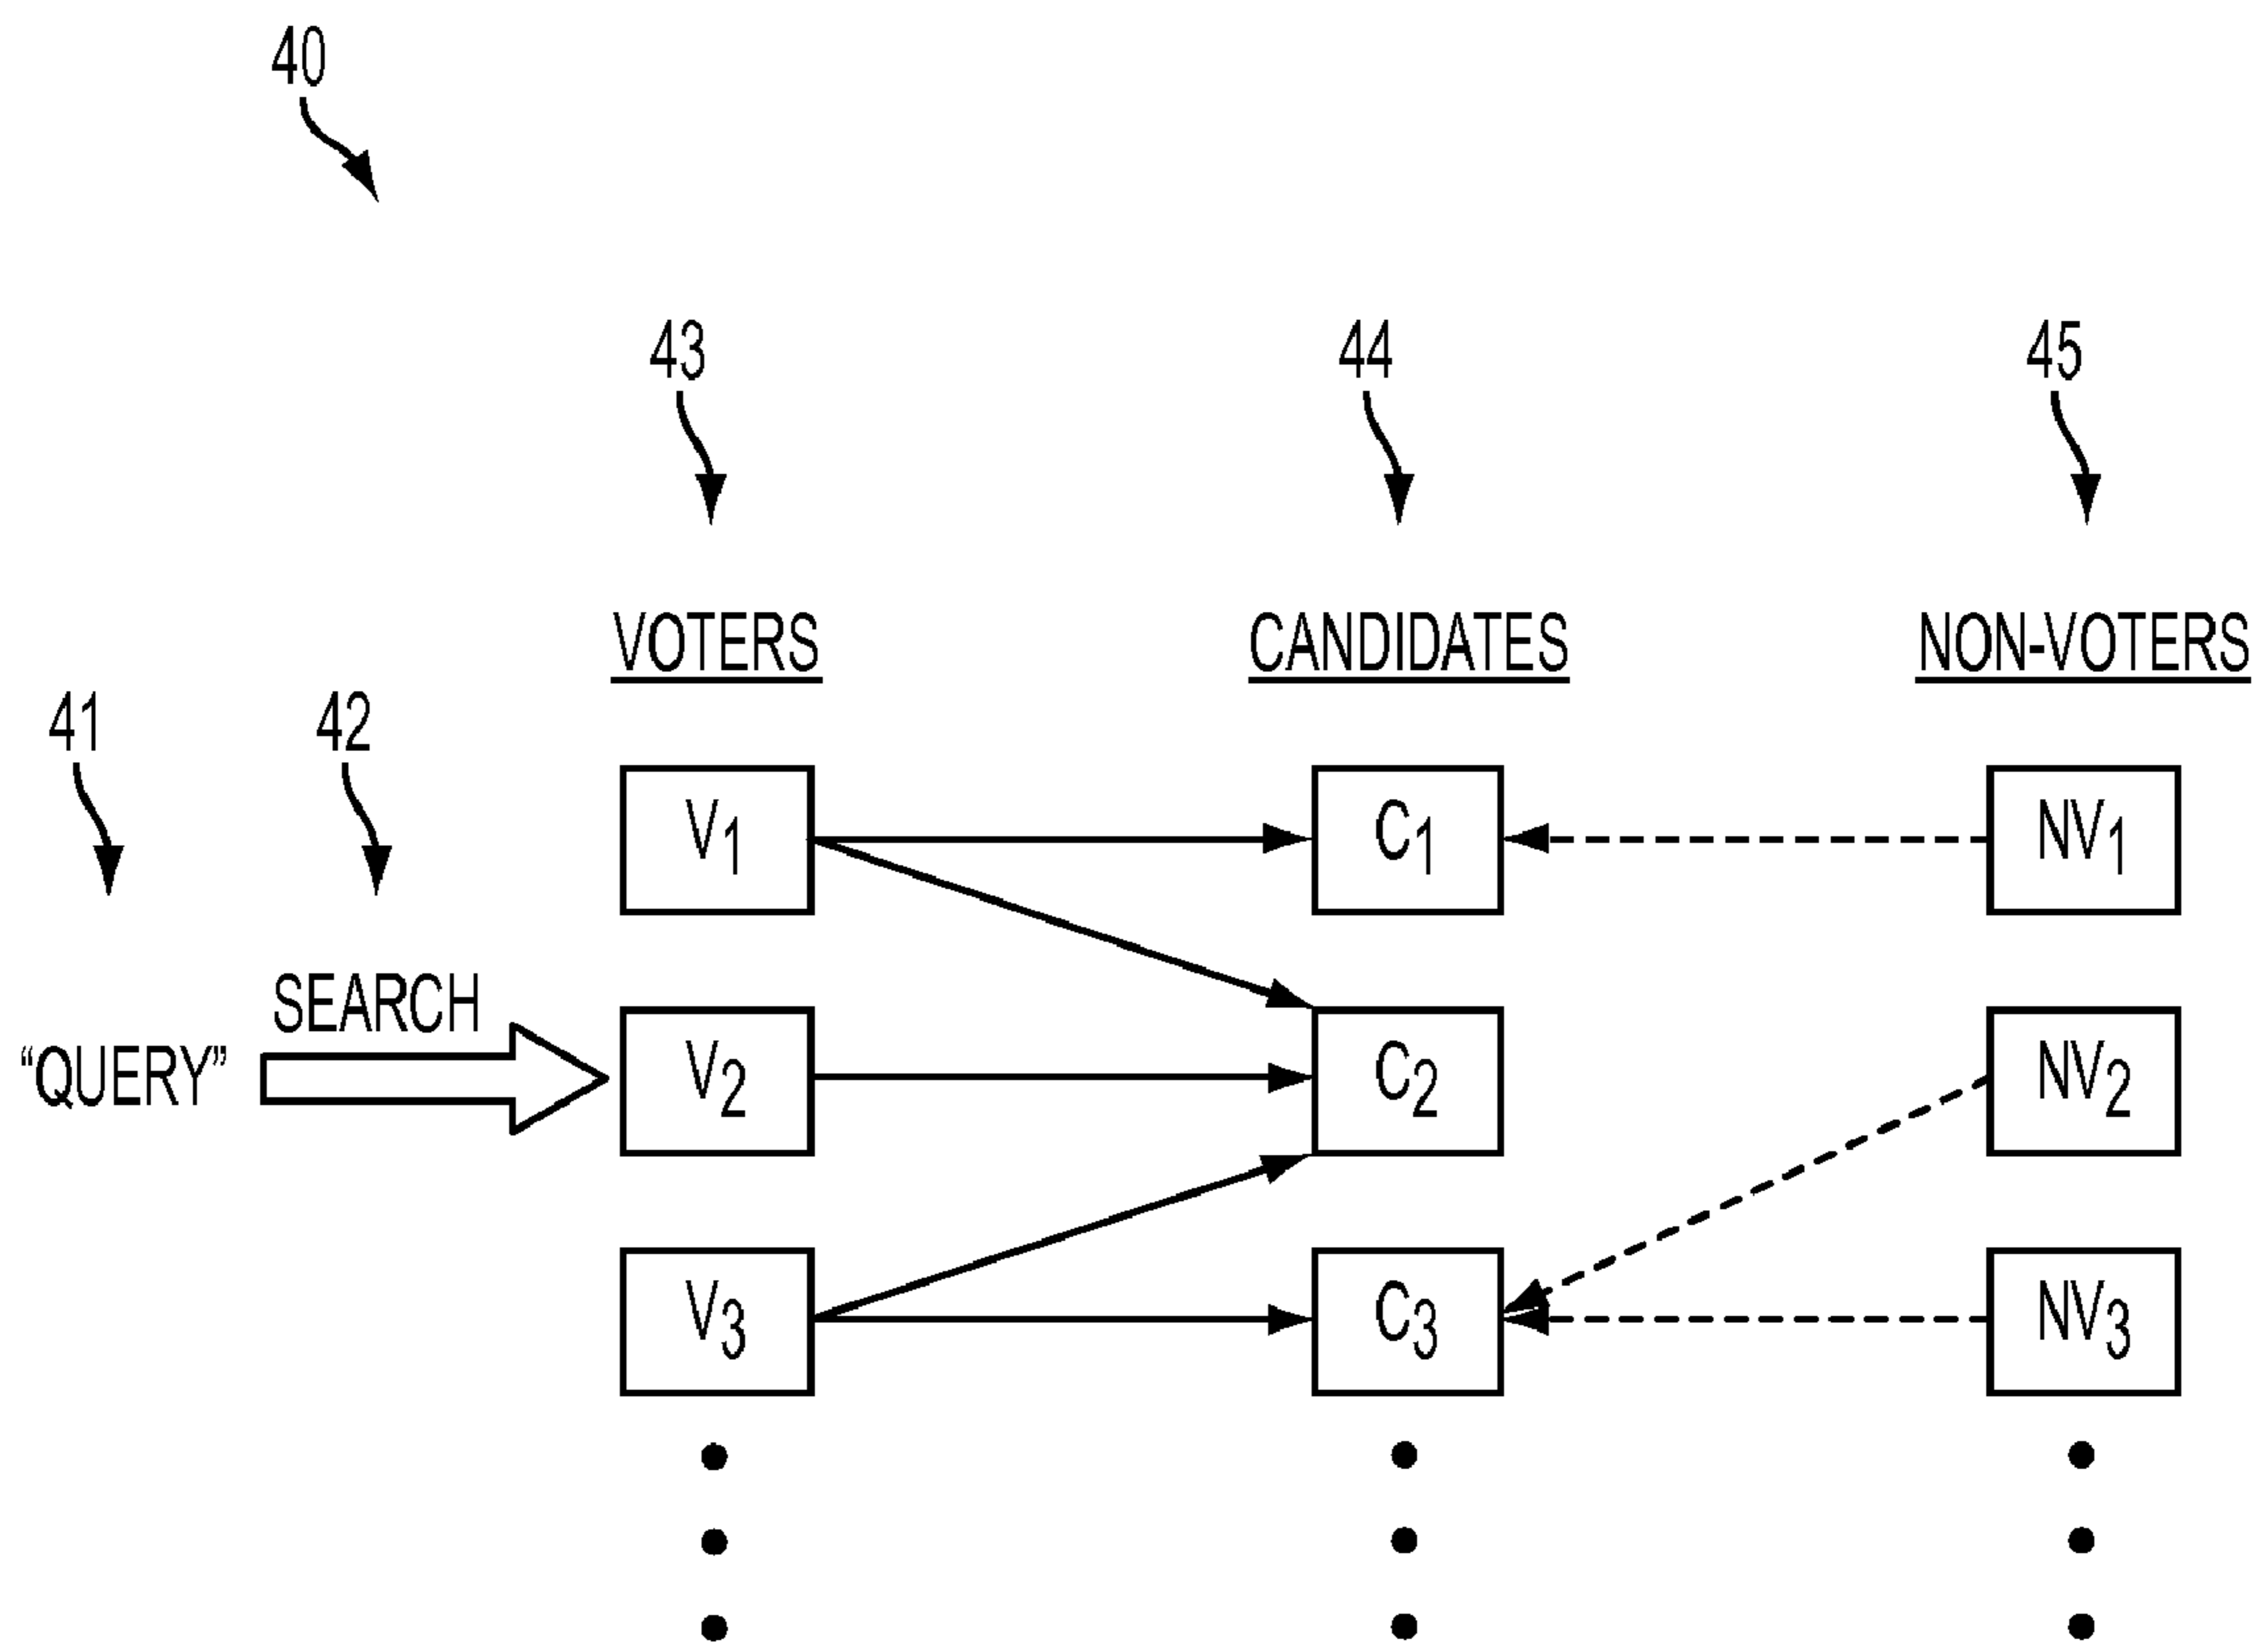 40
43 44 45
VOTERS CANDIDATES NON-VOTERS
41 42
V1 C1 NV1
SEARCH
"QUERY" V2 C2 NV2
V3 C3 NV3